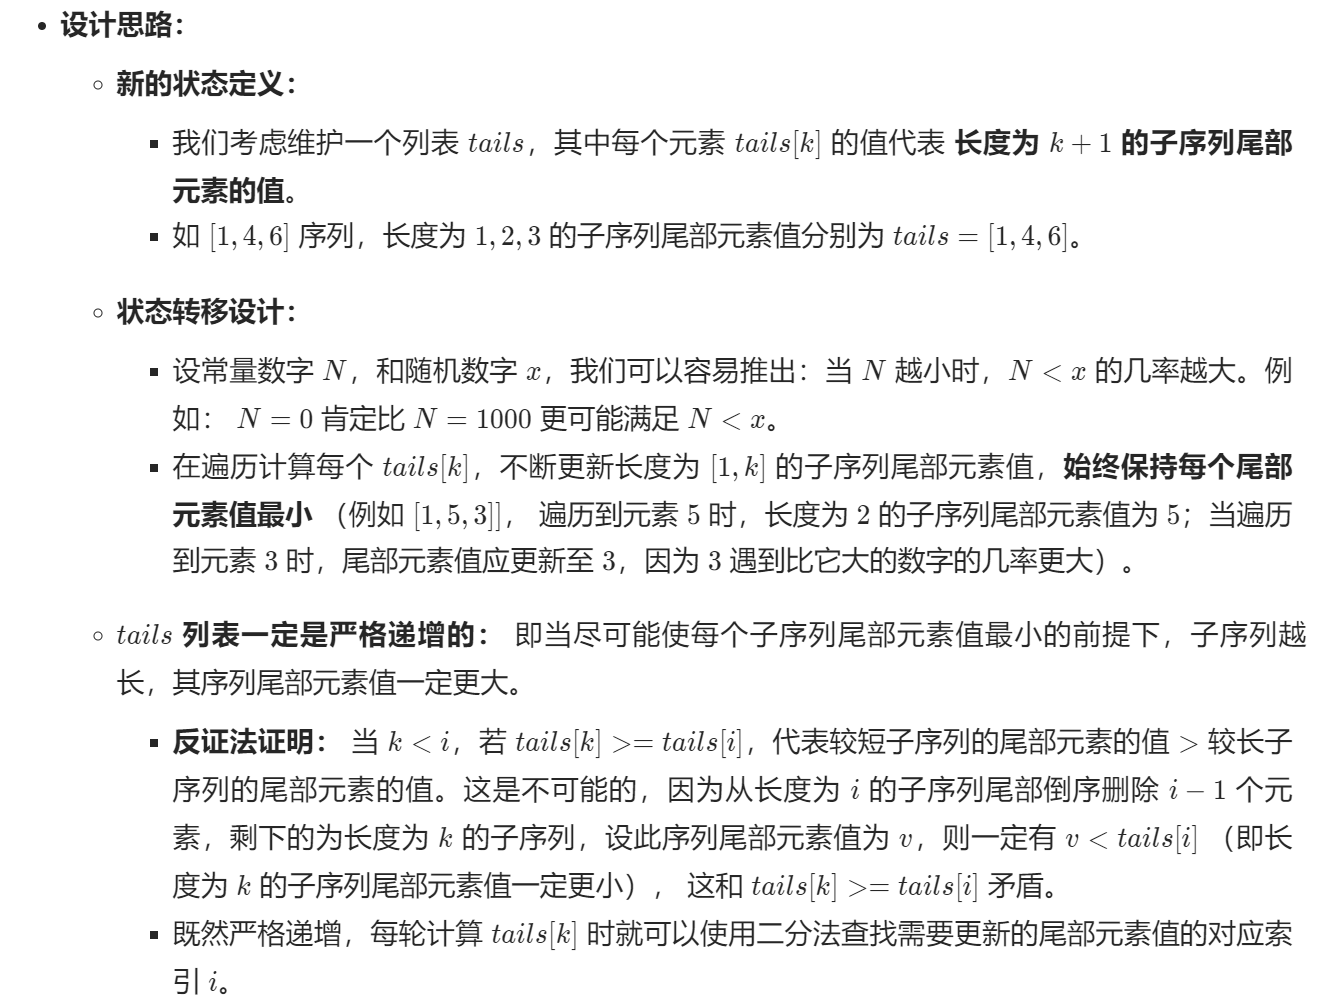 设计思路：
新的状态定义：
我们考虑维护一个列表 tails，其中每个元素 tails[k] 的值代表 长度为 k + 1 的子序列尾部
元素的值。
如 [1, 4, 6] 序列，长度为 1, 2, 3 的子序列尾部元素值分别为 tails = [1, 4, 6]。
状态转移设计：
设常量数字 N，和随机数字 x，我们可以容易推出：当 N 越小时，N < x 的几率越大。例
如： N = 0 肯定比 N = 1000 更可能满足 N < x。
在遍历计算每个 tails[k]，不断更新长度为 [1, k] 的子序列尾部元素值，始终保持每个尾部
元素值最小 （例如 [1, 5, 3]]， 遍历到元素 5 时，长度为 2 的子序列尾部元素值为 5；当遍历
到元素 3 时，尾部元素值应更新至 3，因为 3 遇到比它大的数字的几率更大）。
tails 列表一定是严格递增的： 即当尽可能使每个子序列尾部元素值最小的前提下，子序列越
长，其序列尾部元素值一定更大。
反证法证明： 当 k < i，若 tails[k] >= tails[i]，代表较短子序列的尾部元素的值 > 较长子
序列的尾部元素的值。这是不可能的，因为从长度为 i 的子序列尾部倒序删除 i − 1 个元
素，剩下的为长度为 k 的子序列，设此序列尾部元素值为 v，则一定有 v < tails[i] （即长
度为 k 的子序列尾部元素值一定更小）， 这和 tails[k] >= tails[i] 矛盾。
既然严格递增，每轮计算 tails[k] 时就可以使用二分法查找需要更新的尾部元素值的对应索
引 i。